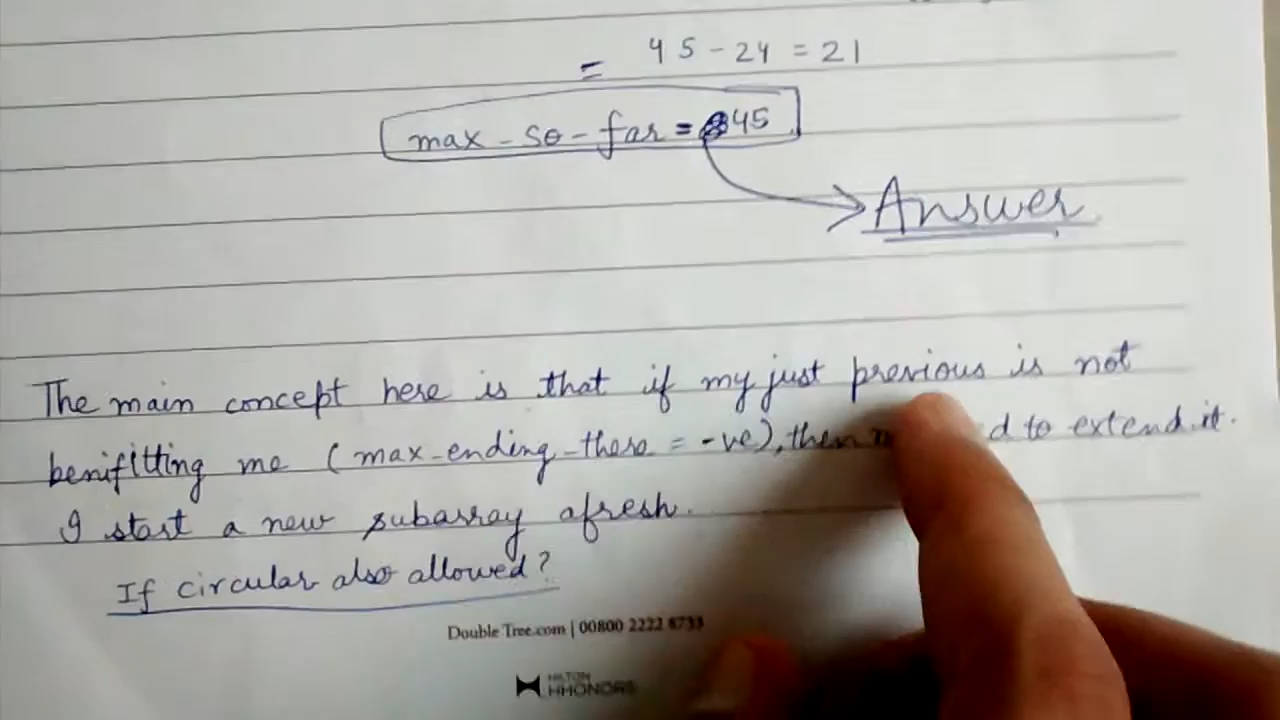 = 45 - 24 = 21
max-so-far = 45
Answer
The main concept here is that if my just previous is not
benifitting me (max-ending-there = -ve), then to extend it.
I start a new subarray afresh.
If circular also allowed?
Double Tree.com | 00800 2222 8733
HILTON
HHONORS